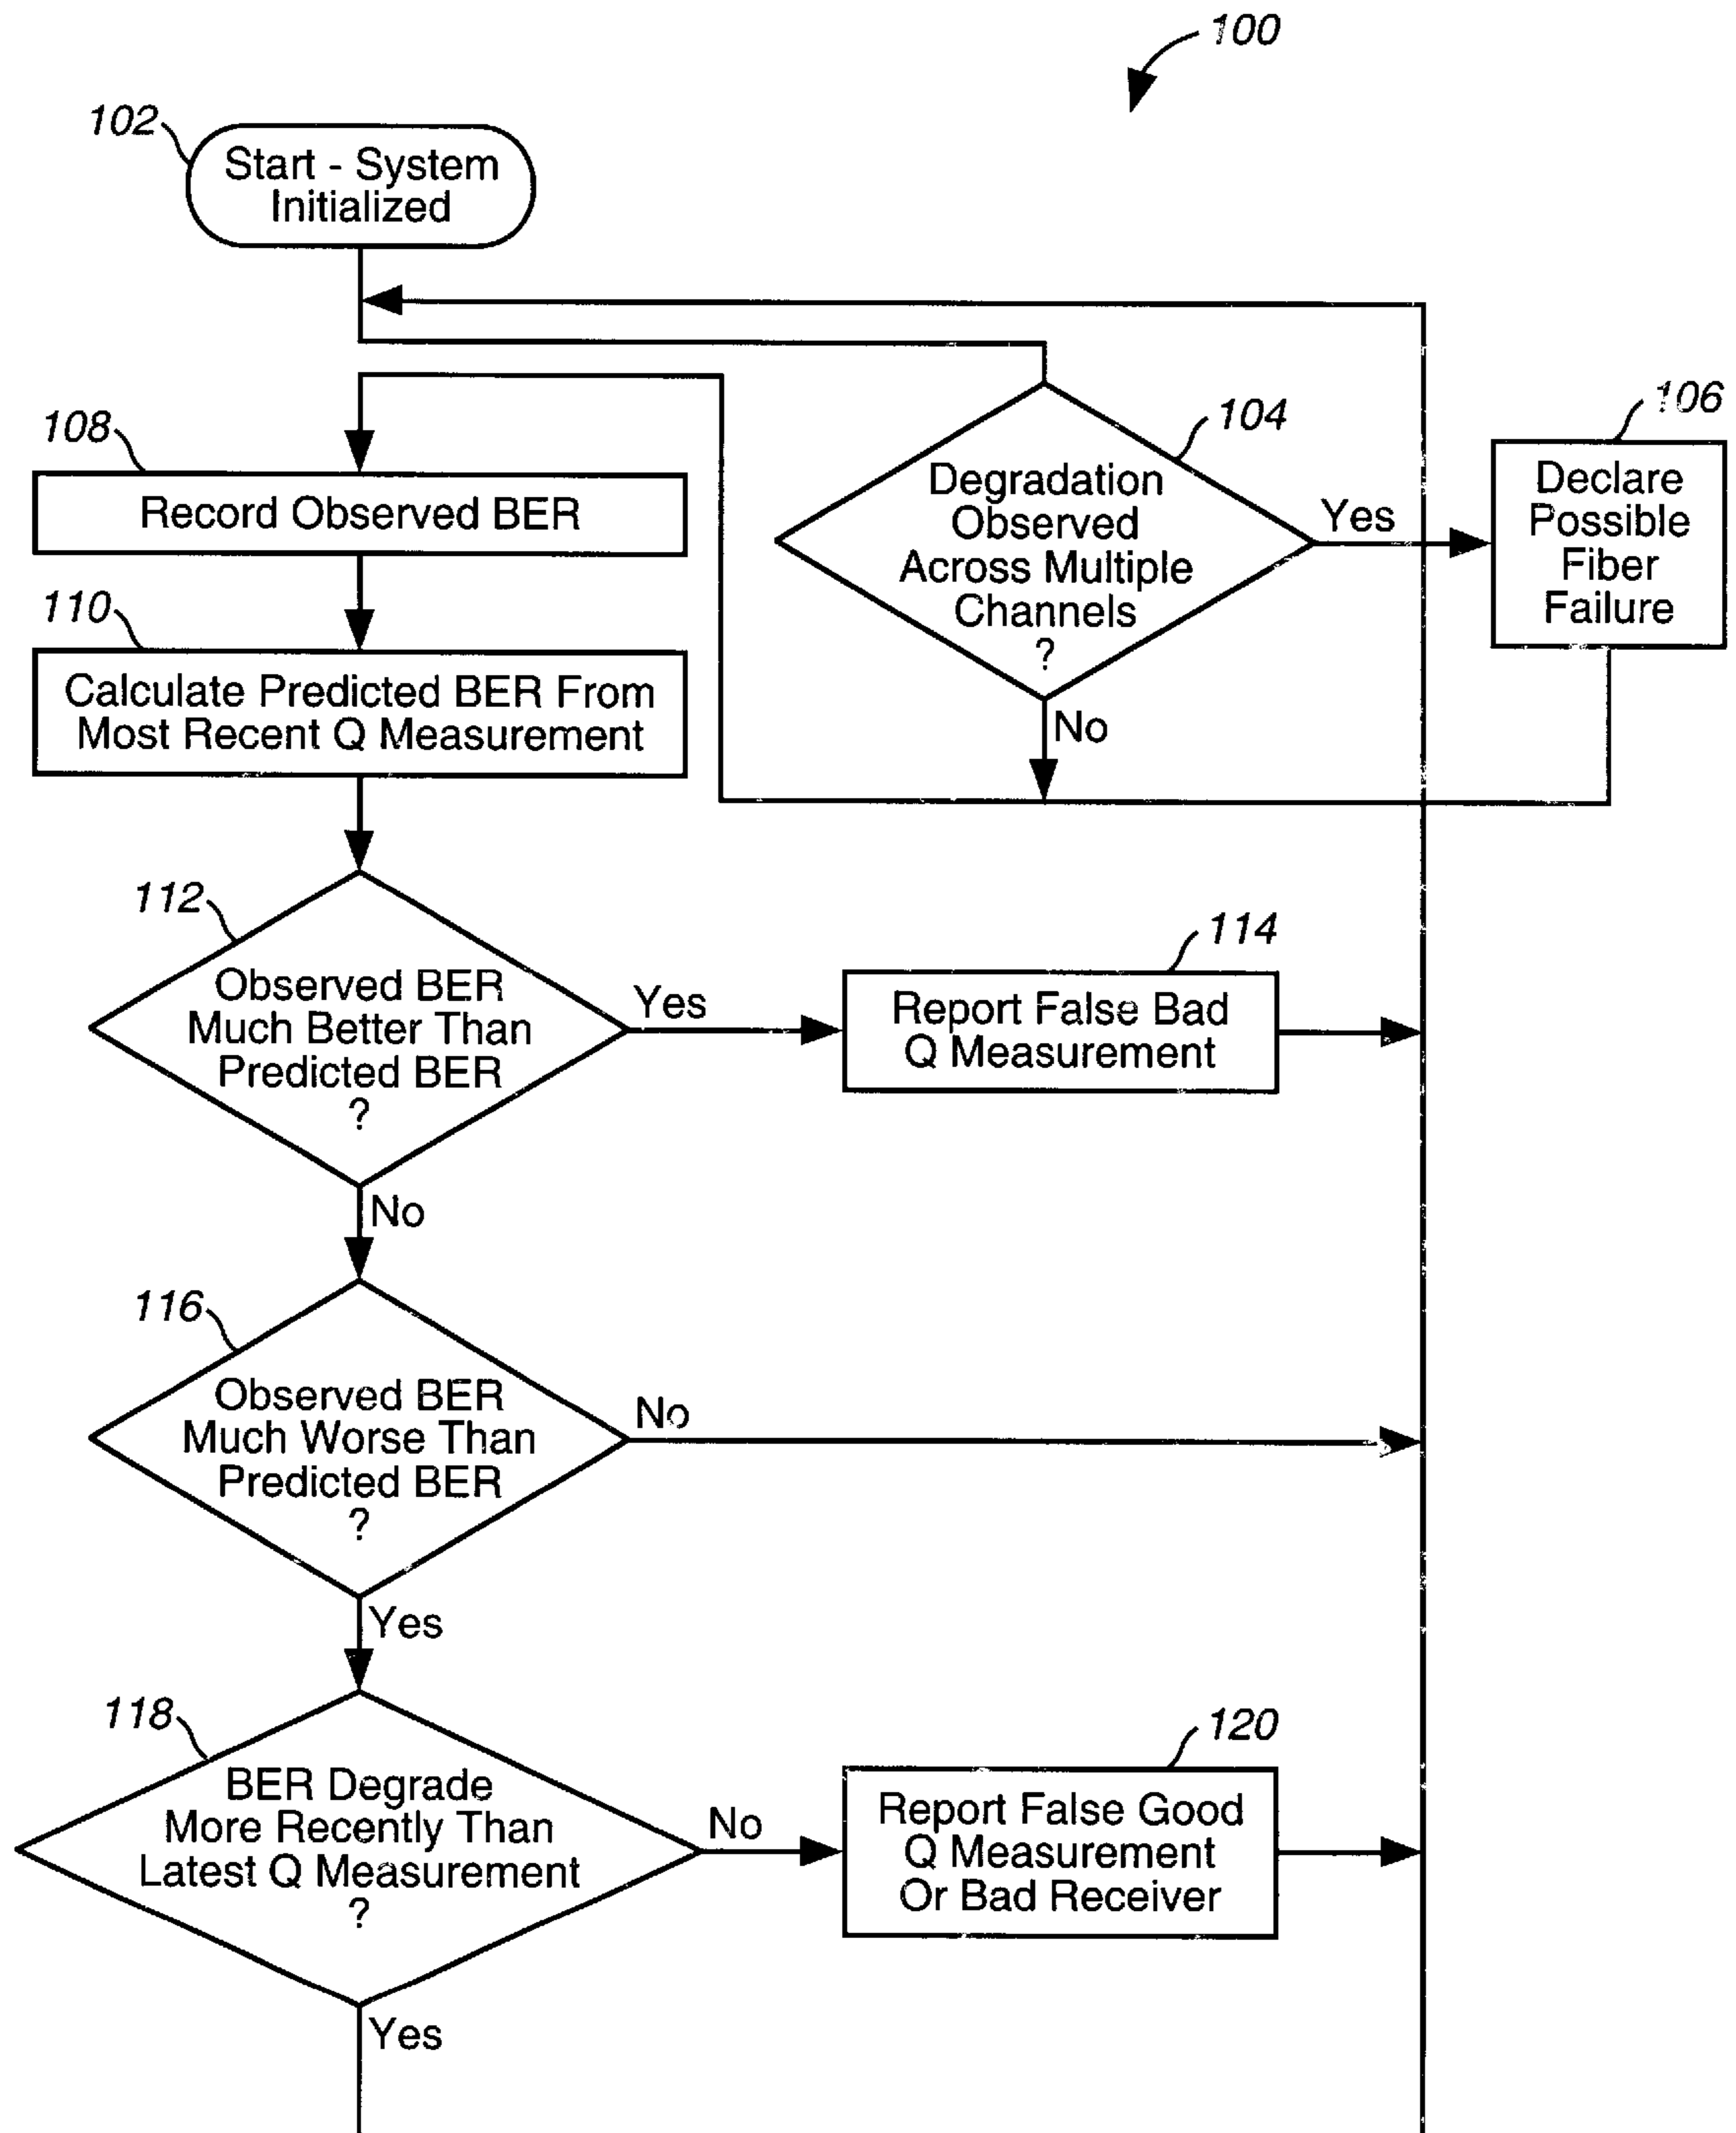 100
102
Start - System
Initialized
104
Degradation
Observed
Across Multiple
Channels
?
Yes
No
106
Declare
Possible
Fiber
Failure
108
Record Observed BER
110
Calculate Predicted BER From
Most Recent Q Measurement
112
Observed BER
Much Better Than
Predicted BER
?
Yes
No
114
Report False Bad
Q Measurement
116
Observed BER
Much Worse Than
Predicted BER
?
No
Yes
118
BER Degrade
More Recently Than
Latest Q Measurement
?
No
Yes
120
Report False Good
Q Measurement
Or Bad Receiver